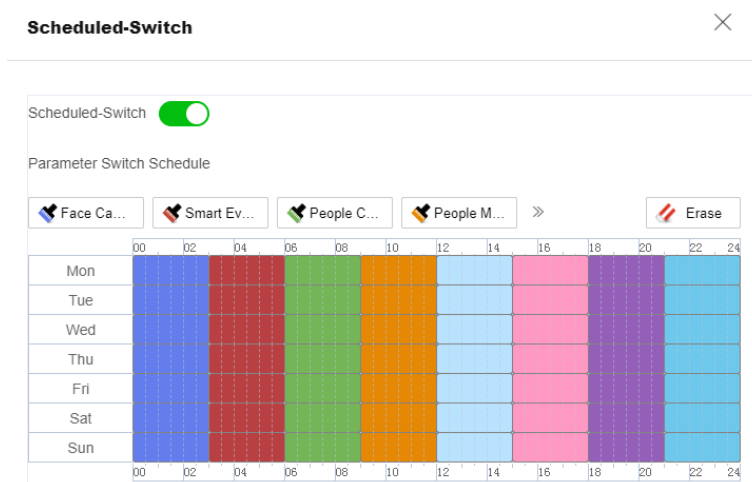 Scheduled-Switch
Scheduled-Switch
Parameter Switch Schedule
Face Ca... Smart Ev... People C... People M... Erase
00 02 04 06 08 10 12 14 16 18 20 22 24
Mon
Tue
Wed
Thu
Fri
Sat
Sun
00 02 04 06 08 10 12 14 16 18 20 22 24